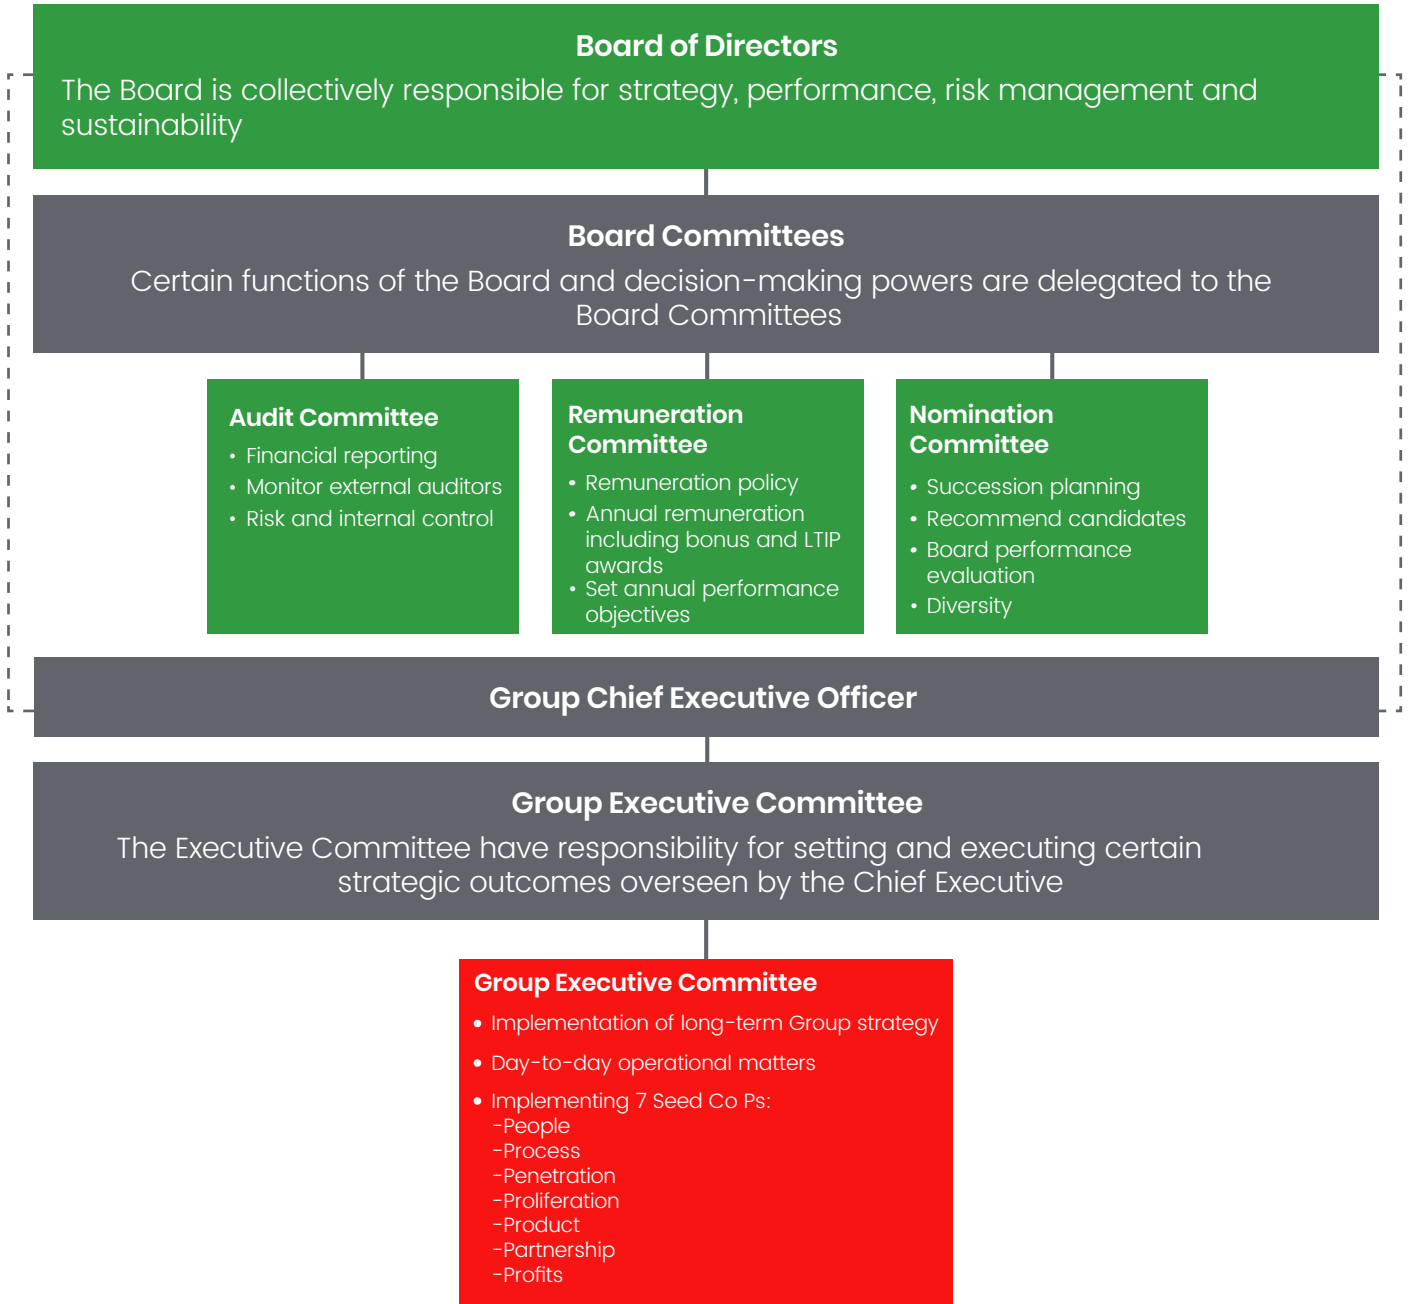 Board of Directors
The Board is collectively responsible for strategy, performance, risk management and
sustainability
Board Committees
Certain functions of the Board and decision-making powers are delegated to the
Board Committees
Audit Committee
• Financial reporting
• Monitor external auditors
• Risk and internal control
Remuneration
Committee
• Remuneration policy
• Annual remuneration
including bonus and LTIP
awards
• Set annual performance
objectives
Nomination
Committee
• Succession planning
• Recommend candidates
• Board performance
evaluation
• Diversity
Group Chief Executive Officer
Group Executive Committee
The Executive Committee have responsibility for setting and executing certain
strategic outcomes overseen by the Chief Executive
Group Executive Committee
• Implementation of long-term Group strategy
• Day-to-day operational matters
• Implementing 7 Seed Co Ps:
-People
-Process
-Penetration
-Proliferation
-Product
-Partnership
-Profits